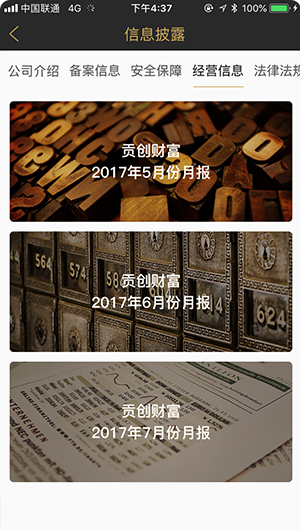 中国联通 4G 下午4:37 100%
信息披露
公司介绍 备案信息 安全保障 经营信息 法律法规
贡创财富
2017年5月份月报
574
564
贡创财富
2017年6月份月报
624
贡创财富
2017年7月份月报